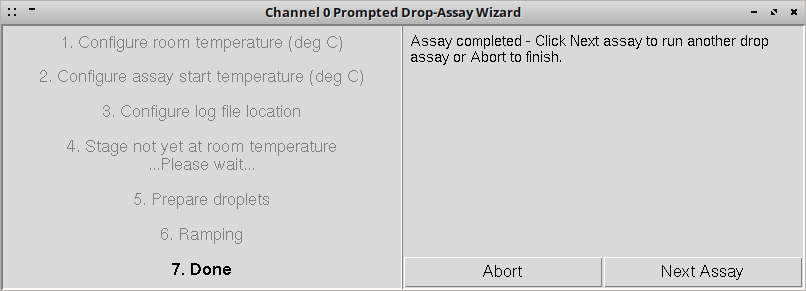 Channel 0 Prompted Drop-Assay Wizard
1. Configure room temperature (deg C)
2. Configure assay start temperature (deg C)
3. Configure log file location
4. Stage not yet at room temperature
...Please wait...
5. Prepare droplets
6. Ramping
7. Done
Assay completed - Click Next assay to run another drop
assay or Abort to finish.
Abort
Next Assay